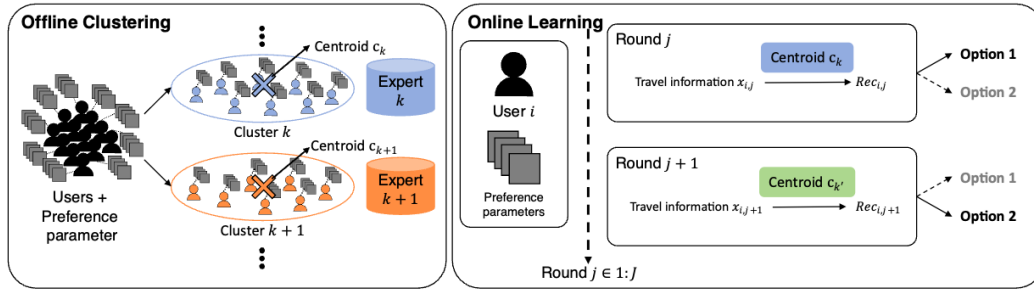 Offline Clustering
Centroid c_k
Expert
k
Cluster k
Centroid c_{k+1}
Expert
k + 1
Cluster k + 1
Users +
Preference
parameter
Online Learning
User i
Preference
parameters
Round j
Centroid c_k
Travel information x_{i,j}
Rec_{i,j}
Option 1
Option 2
Round j + 1
Centroid c_{k'}
Travel information x_{i,j+1}
Rec_{i,j+1}
Option 1
Option 2
Round j ∈ 1: J